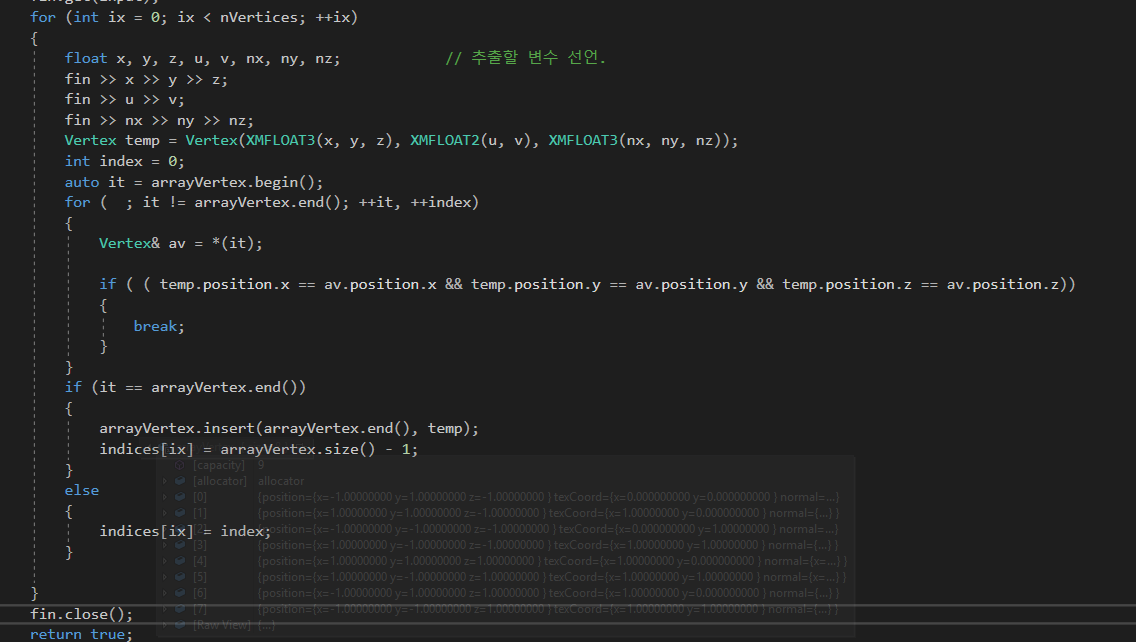 for (int ix = 0; ix < nVertices; ++ix)
{
float x, y, z, u, v, nx, ny, nz; // 추출할 변수 선언.
fin >> x >> y >> z;
fin >> u >> v;
fin >> nx >> ny >> nz;
Vertex temp = Vertex(XMFLOAT3(x, y, z), XMFLOAT2(u, v), XMFLOAT3(nx, ny, nz));
int index = 0;
auto it = arrayVertex.begin();
for (  ; it != arrayVertex.end(); ++it, ++index)
{
Vertex& av = *(it);
if ( ( temp.position.x == av.position.x && temp.position.y == av.position.y && temp.position.z == av.position.z))
{
break;
}
}
if (it == arrayVertex.end())
{
arrayVertex.insert(arrayVertex.end(), temp);
indices[ix] = arrayVertex.size() - 1;
[capacity] 9
}
[allocator] allocator
else
[0] {position={x=-1.00000000 y=1.00000000 z=-1.00000000 } texCoord={x=0.000000000 y=0.000000000 } normal=...}
{
[1] {position={x=1.00000000 y=1.00000000 z=-1.00000000 } texCoord={x=1.00000000 y=0.000000000 } normal={...} }
indices[ix] = index;
[2] {position={x=-1.00000000 y=-1.00000000 z=-1.00000000 } texCoord={x=0.000000000 y=1.00000000 } normal=...}
[3] {position={x=1.00000000 y=-1.00000000 z=-1.00000000 } texCoord={x=1.00000000 y=1.00000000 } normal={...} }
}
[4] {position={x=1.00000000 y=1.00000000 z=1.00000000 } texCoord={x=1.00000000 y=0.000000000 } normal={x=...} }
[5] {position={x=1.00000000 y=-1.00000000 z=1.00000000 } texCoord={x=1.00000000 y=1.00000000 } normal={x=...} }
}
[6] {position={x=-1.00000000 y=1.00000000 z=1.00000000 } texCoord={x=1.00000000 y=0.000000000 } normal={...} }
fin.close();
[7] {position={x=-1.00000000 y=-1.00000000 z=1.00000000 } texCoord={x=1.00000000 y=1.00000000 } normal={...} }
[Raw View] {...}
return true;